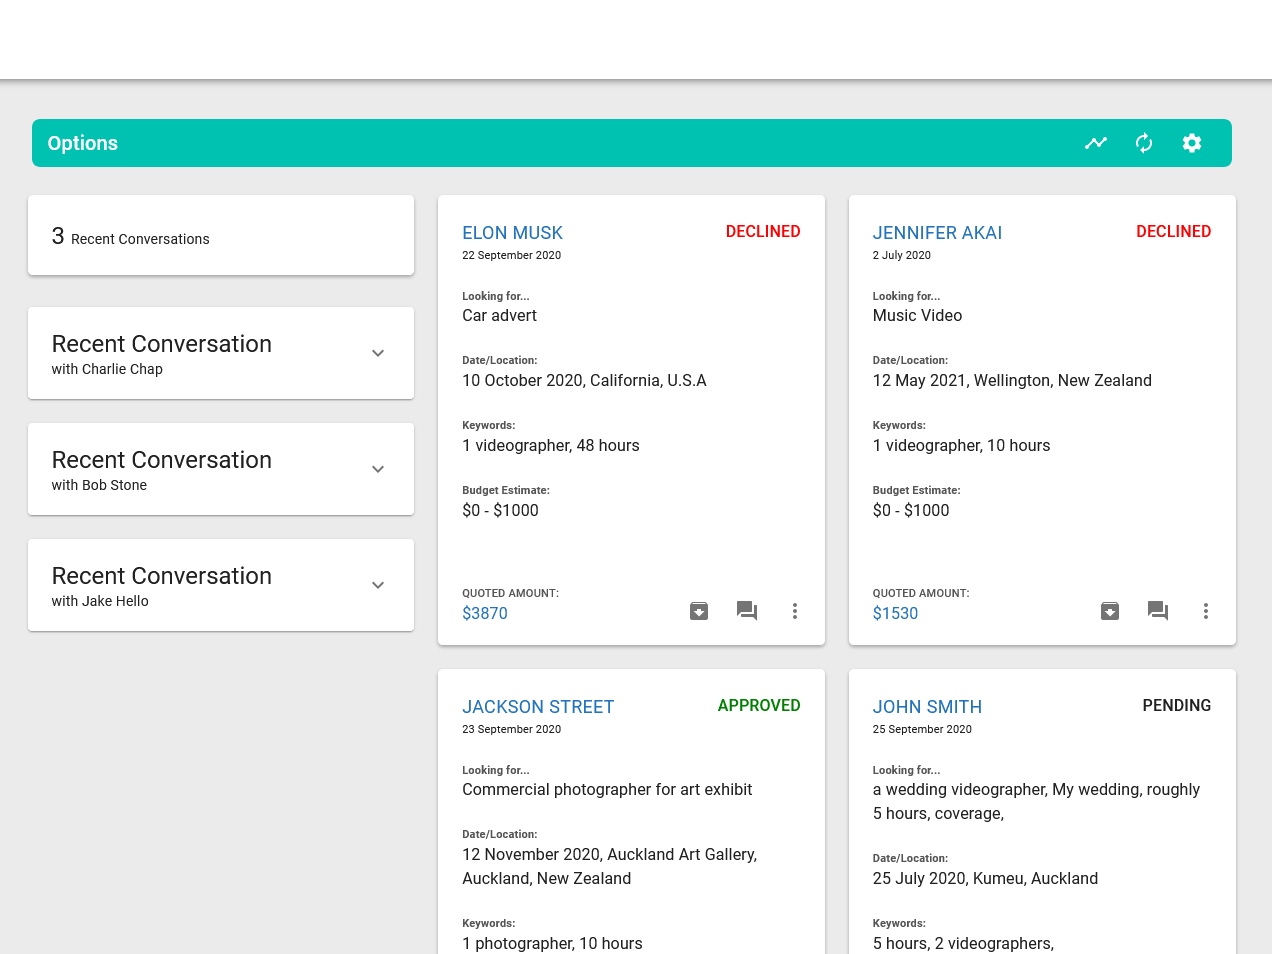 Options
3 Recent Conversations
Recent Conversation
with Charlie Chap
Recent Conversation
with Bob Stone
Recent Conversation
with Jake Hello
ELON MUSK
DECLINED
22 September 2020
Looking for...
Car advert
Date/Location:
10 October 2020, California, U.S.A
Keywords:
1 videographer, 48 hours
Budget Estimate:
$0 - $1000
QUOTED AMOUNT:
$3870
JENNIFER AKAI
DECLINED
2 July 2020
Looking for...
Music Video
Date/Location:
12 May 2021, Wellington, New Zealand
Keywords:
1 videographer, 10 hours
Budget Estimate:
$0 - $1000
QUOTED AMOUNT:
$1530
JACKSON STREET
APPROVED
23 September 2020
Looking for...
Commercial photographer for art exhibit
Date/Location:
12 November 2020, Auckland Art Gallery,
Auckland, New Zealand
Keywords:
1 photographer, 10 hours
JOHN SMITH
PENDING
25 September 2020
Looking for...
a wedding videographer, My wedding, roughly
5 hours, coverage,
Date/Location:
25 July 2020, Kumeu, Auckland
Keywords:
5 hours, 2 videographers,